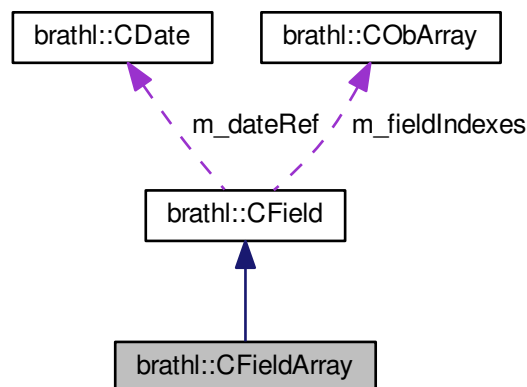 brathl::CDate
brathl::CObArray
m_dateRef
m_fieldIndexes
brathl::CField
brathl::CFieldArray